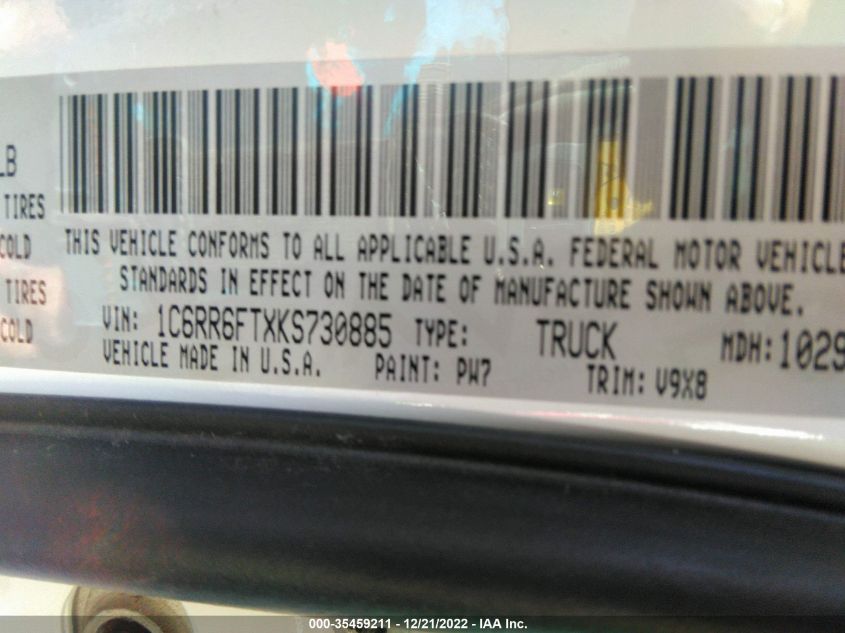 LB
TIRES
COLD
TIRES
COLD
THIS VEHICLE CONFORMS TO ALL APPLICABLE U.S.A. FEDERAL MOTOR VEHICLE
STANDARDS IN EFFECT ON THE DATE OF MANUFACTURE SHOWN ABOVE.
VIN: 1C6RR6FTXKS730885 TYPE: TRUCK MDH: 1029
VEHICLE MADE IN U.S.A. PAINT: PW7 TRIM: V9X8
000-35459211 - 12/21/2022 - IAA Inc.